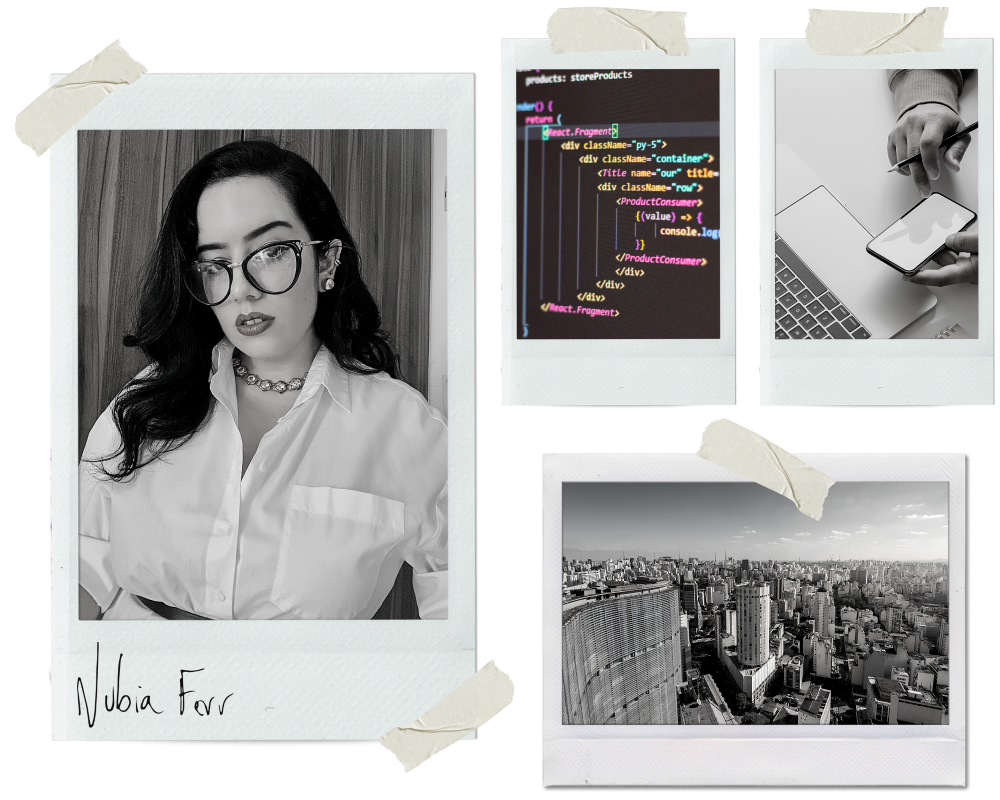 products: storeProducts
nder() {
return (
<React.Fragment>
<div className="py-5">
<div className="container">
<Title name="our" title=
<div className="row">
<ProductConsumer>
{(value) => {
console.log(
}}
</ProductConsumer>
</div>
</div>
</div>
</React.Fragment>
Nubia Ferr